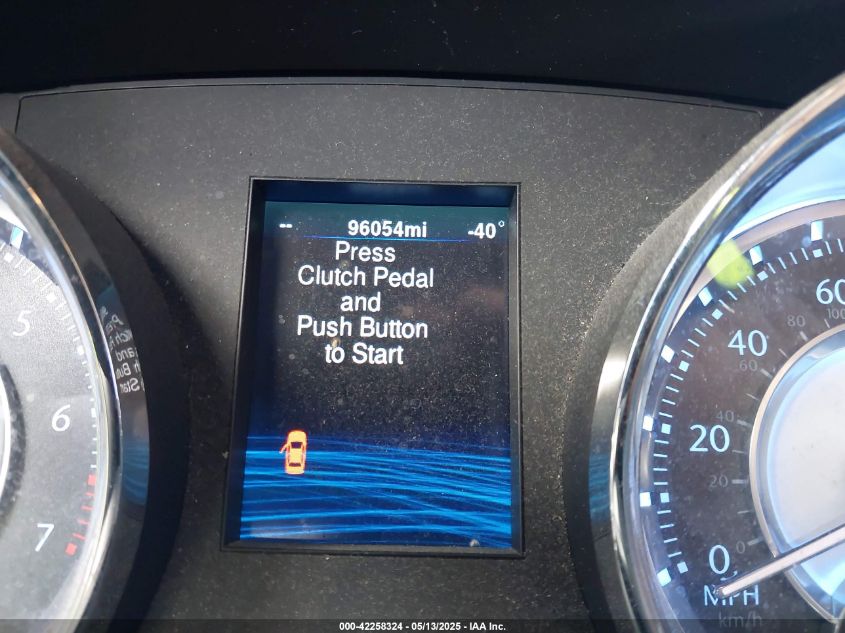 -- 96054mi -40°
Press
Clutch Pedal
and
Push Button
to Start
5
6
7
60
100
80
40
60
40
20
20
0
0
MPH
km/h
000-42258324 - 05/13/2025 - IAA Inc.